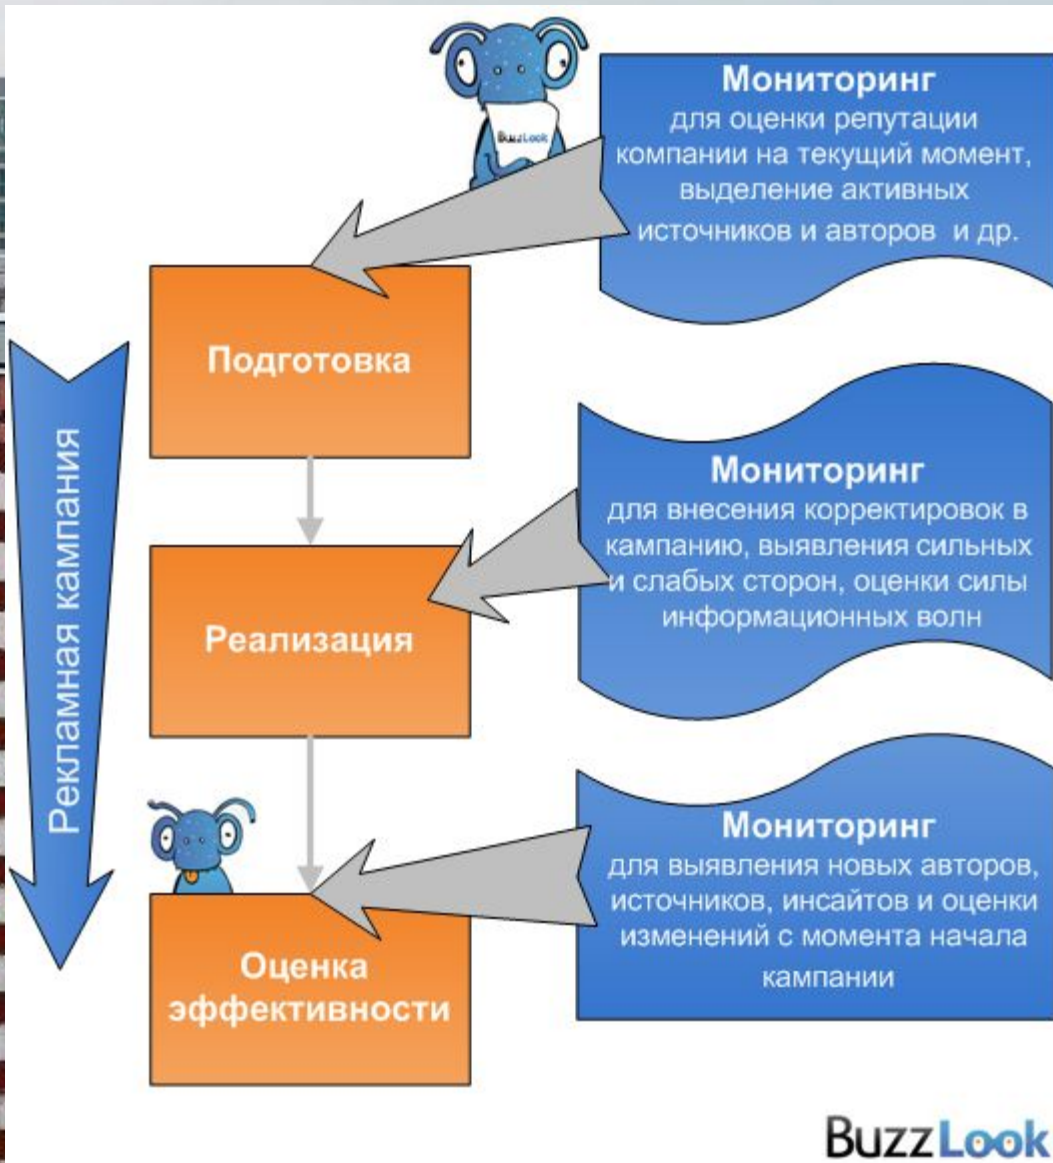 BuzzLook
Мониторинг
для оценки репутации
компании на текущий момент,
выделение активных
источников и авторов и др.
Подготовка
Рекламная кампания
Мониторинг
для внесения корректировок в
кампанию, выявления сильных
и слабых сторон, оценки силы
информационных волн
Реализация
Мониторинг
для выявления новых авторов,
источников, инсайтов и оценки
изменений с момента начала
кампании
Оценка
эффективности
BuzzLook